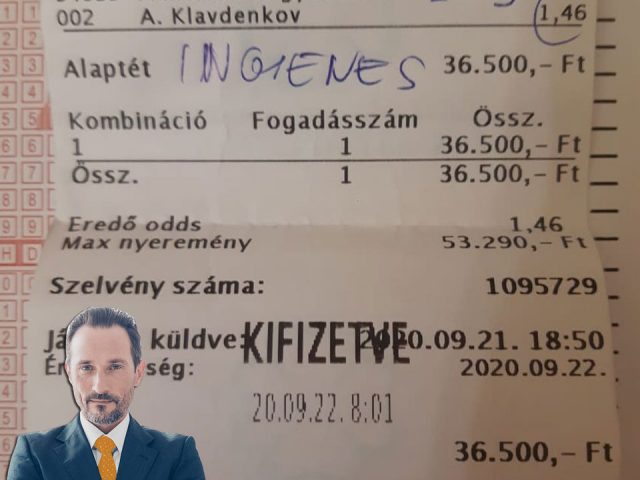 002 A. Klavdenkov 1,46
Alaptét INGYENES 36.500,- Ft
Kombináció Fogadásszám Össz.
1 1 36.500,- Ft
Össz. 1 36.500,- Ft
Eredő odds 1,46
Max nyeremény 53.290,- Ft
Szelvény száma: 1095729
küldve: KIFIZETVE 2020.09.21. 18:50
2020.09.22.
20.09.22. 8:01
36.500,- Ft